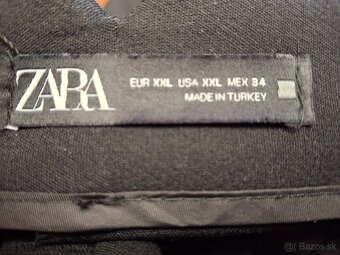 ZARA
EUR XXL USA XXL MEX 34
MADE IN TURKEY
Bazos.sk